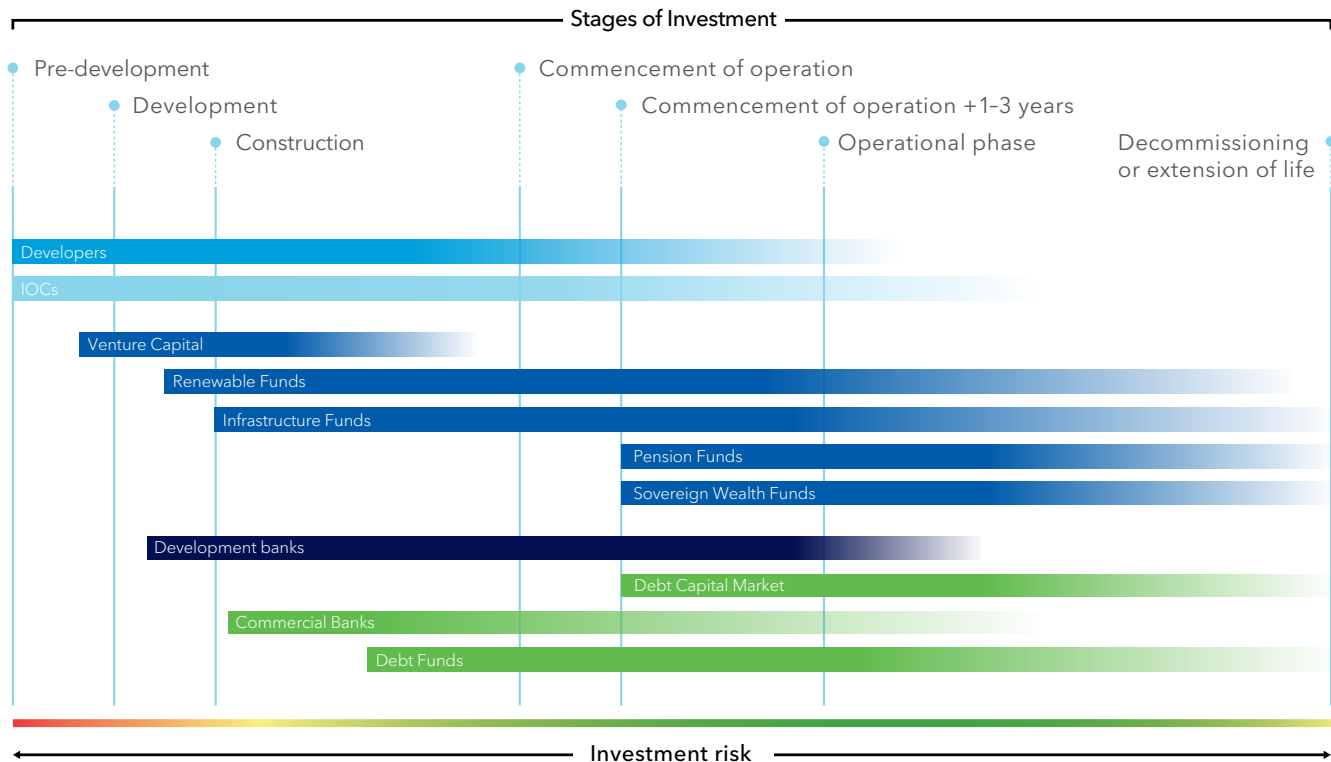 Stages of Investment
Pre-development
Commencement of operation
Development
Commencement of operation +1–3 years
Construction
Operational phase
Decommissioning
or extension of life
Developers
IOCs
Venture Capital
Renewable Funds
Infrastructure Funds
Pension Funds
Sovereign Wealth Funds
Development banks
Debt Capital Market
Commercial Banks
Debt Funds
Investment risk